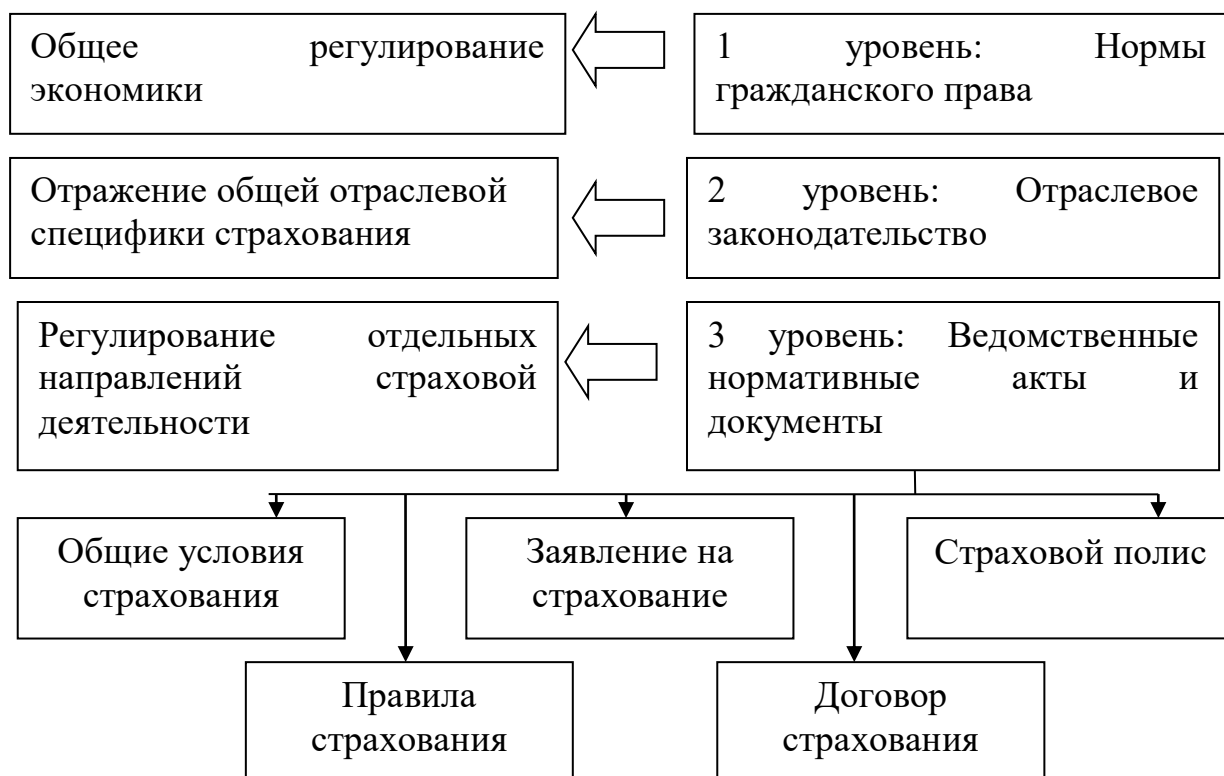 Общее регулирование
экономики
1 уровень: Нормы
гражданского права
Отражение общей отраслевой
специфики страхования
2 уровень: Отраслевое
законодательство
Регулирование отдельных
направлений страховой
деятельности
3 уровень: Ведомственные
нормативные акты и
документы
Общие условия
страхования
Заявление на
страхование
Страховой полис
Правила
страхования
Договор
страхования